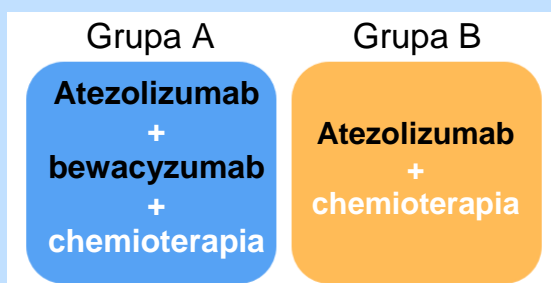 Grupa A
Atezolizumab
+
bewacyzumab
+
chemioterapia
Grupa B
Atezolizumab
+
chemioterapia